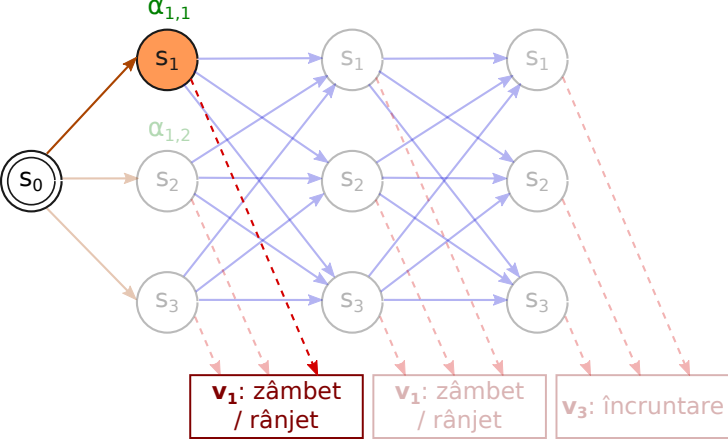 α1,1
s1 s1 s1
α1,2
s0 s2 s2 s2
s3 s3 s3
v1: zâmbet
/ rânjet
v1: zâmbet
/ rânjet
v3: încruntare